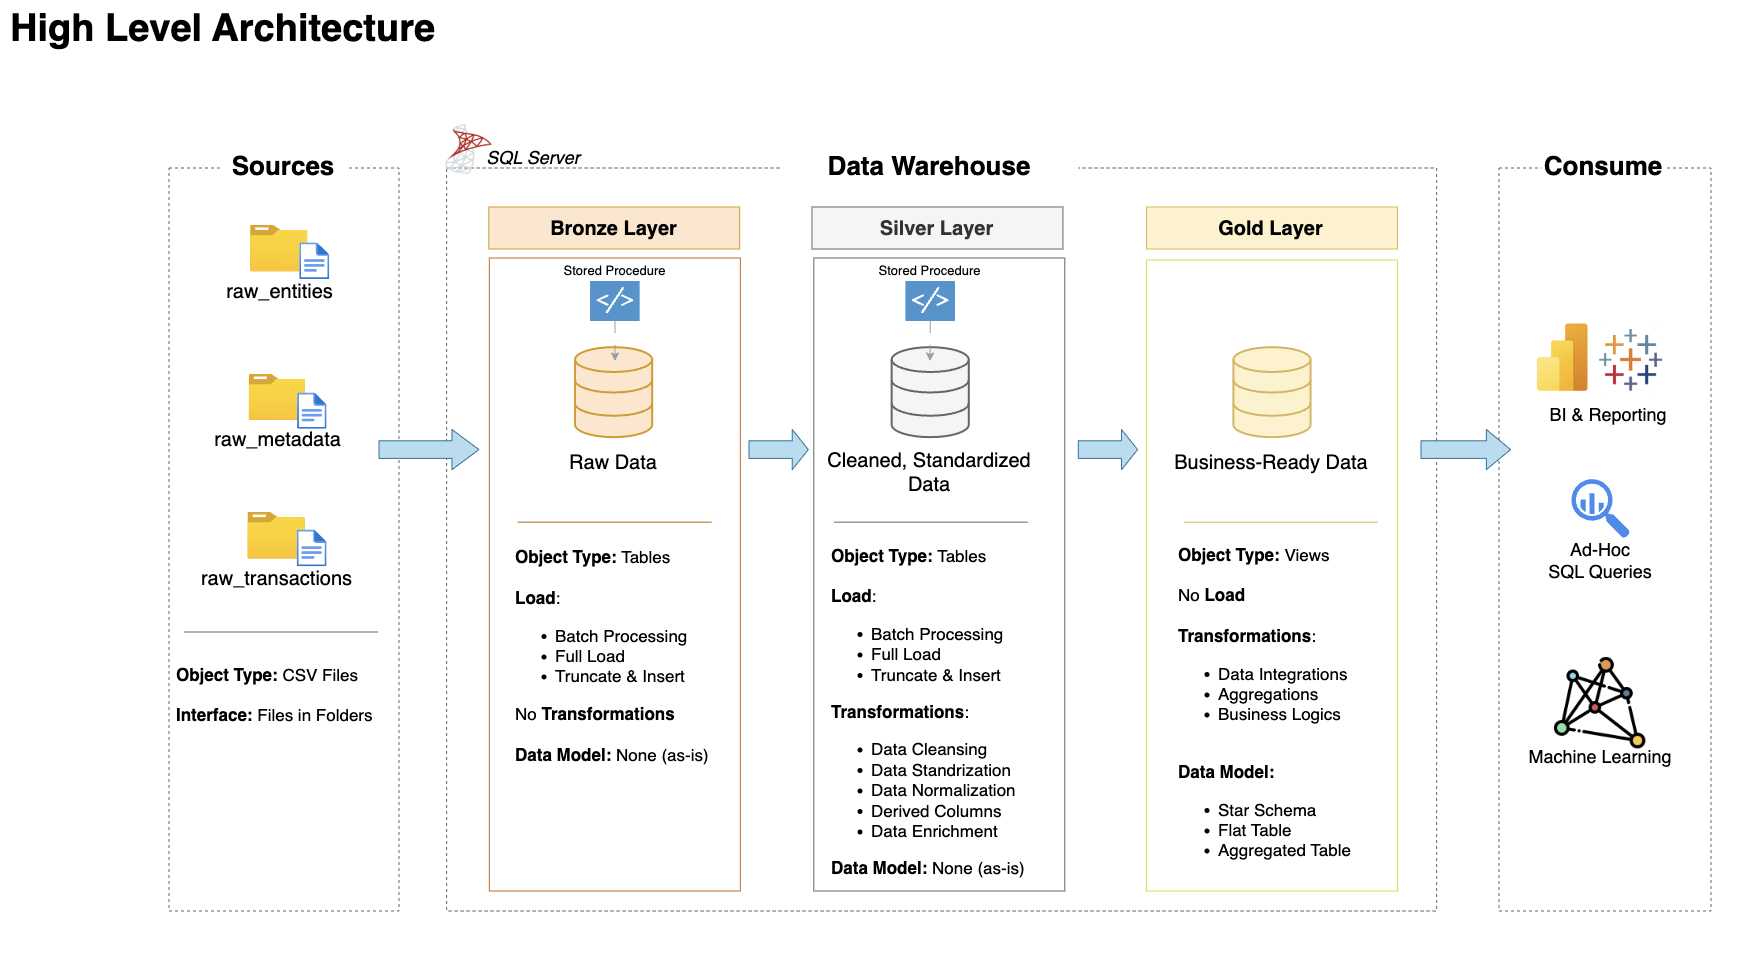 High Level Architecture
Sources
raw_entities
raw_metadata
raw_transactions
Object Type: CSV Files
Interface: Files in Folders
SQL Server
Data Warehouse
Bronze Layer
Stored Procedure
</>
Raw Data
Object Type: Tables
Load:
• Batch Processing
• Full Load
• Truncate & Insert
No Transformations
Data Model: None (as-is)
Silver Layer
Stored Procedure
</>
Cleaned, Standardized
Data
Object Type: Tables
Load:
• Batch Processing
• Full Load
• Truncate & Insert
Transformations:
• Data Cleansing
• Data Standrization
• Data Normalization
• Derived Columns
• Data Enrichment
Data Model: None (as-is)
Gold Layer
Business-Ready Data
Object Type: Views
No Load
Transformations:
• Data Integrations
• Aggregations
• Business Logics
Data Model:
• Star Schema
• Flat Table
• Aggregated Table
Consume
BI & Reporting
Ad-Hoc
SQL Queries
Machine Learning